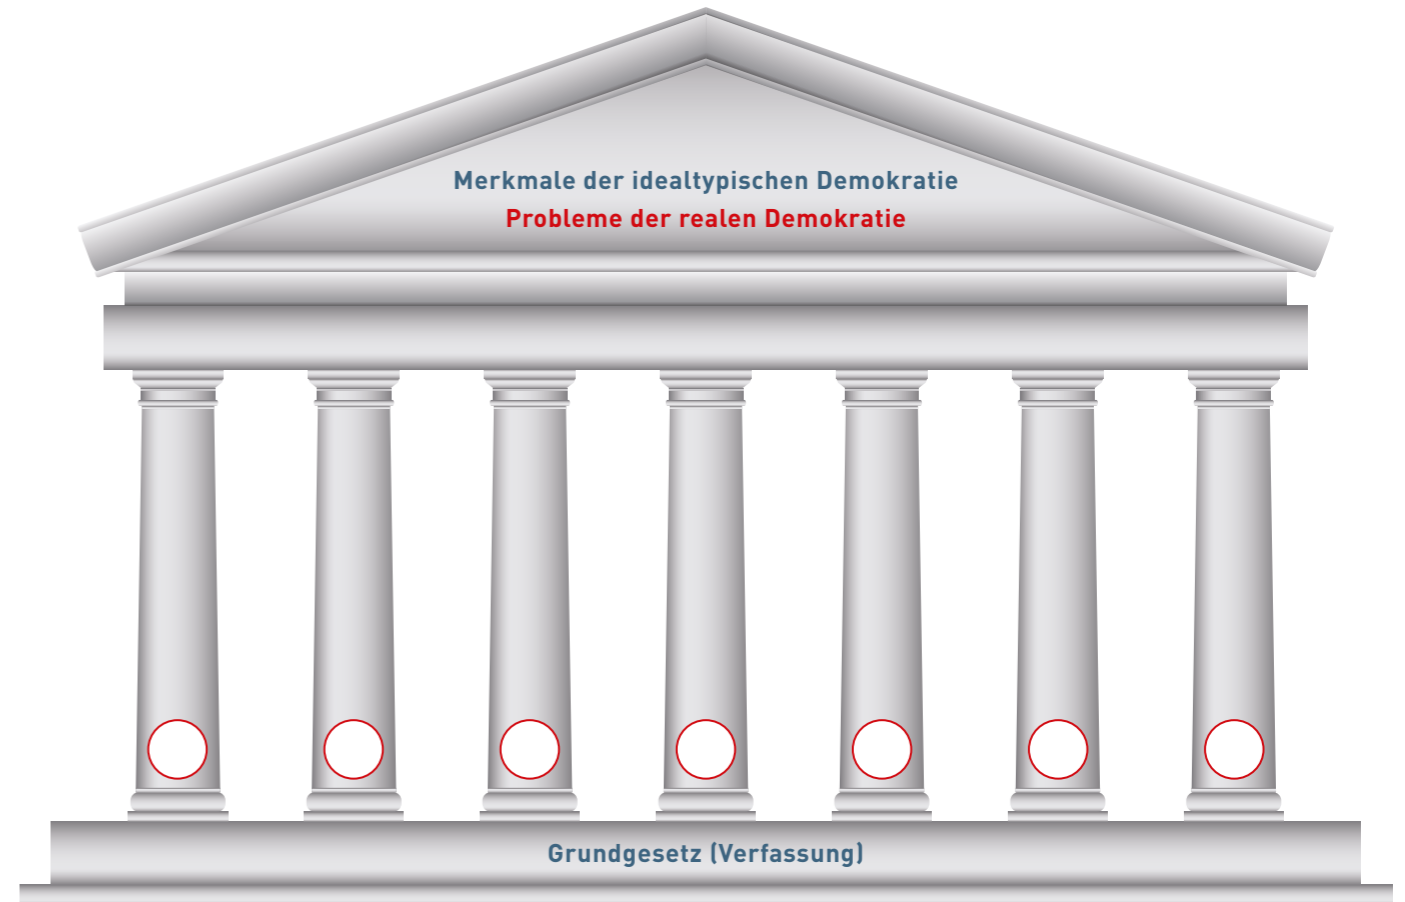 Merkmale der idealtypischen Demokratie
Probleme der realen Demokratie
Grundgesetz (Verfassung)